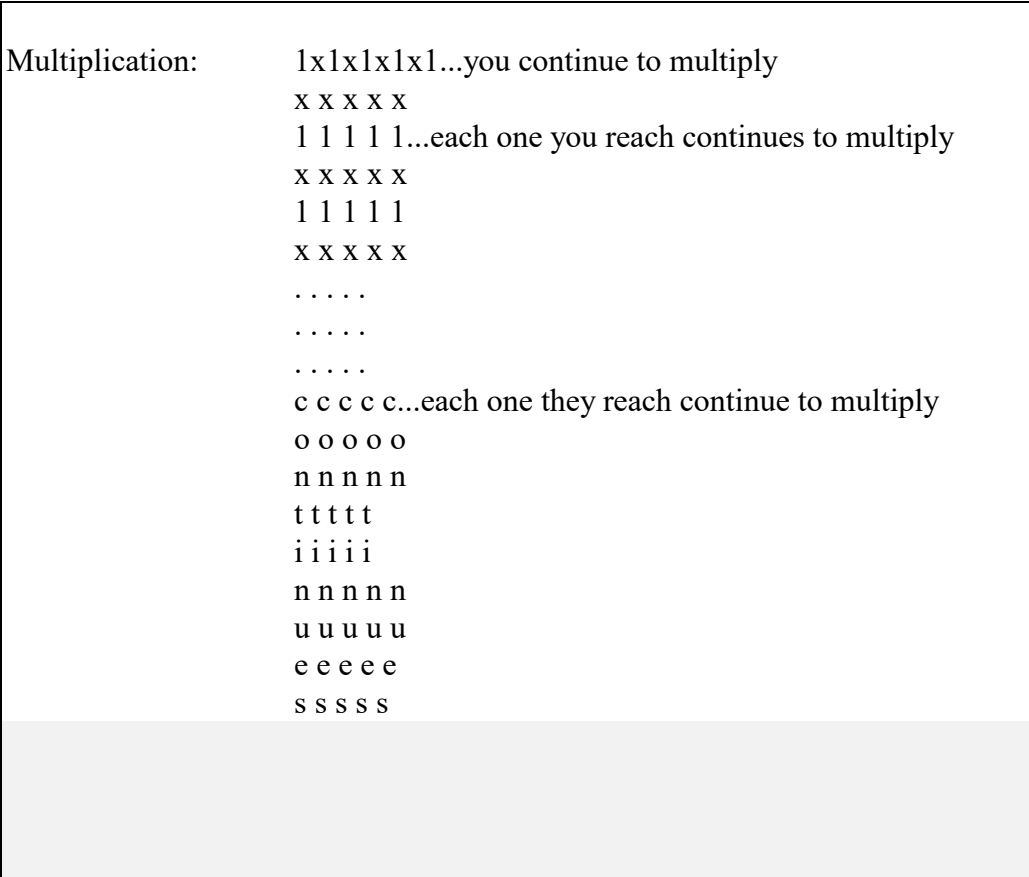 Multiplication: 1x1x1x1x1...you continue to multiply
x x x x x
1 1 1 1 1...each one you reach continues to multiply
x x x x x
1 1 1 1 1
x x x x x
. . . . .
. . . . .
. . . . .
c c c c c...each one they reach continue to multiply
o o o o o
n n n n n
t t t t t
i i i i i
n n n n n
u u u u u
e e e e e
s s s s s